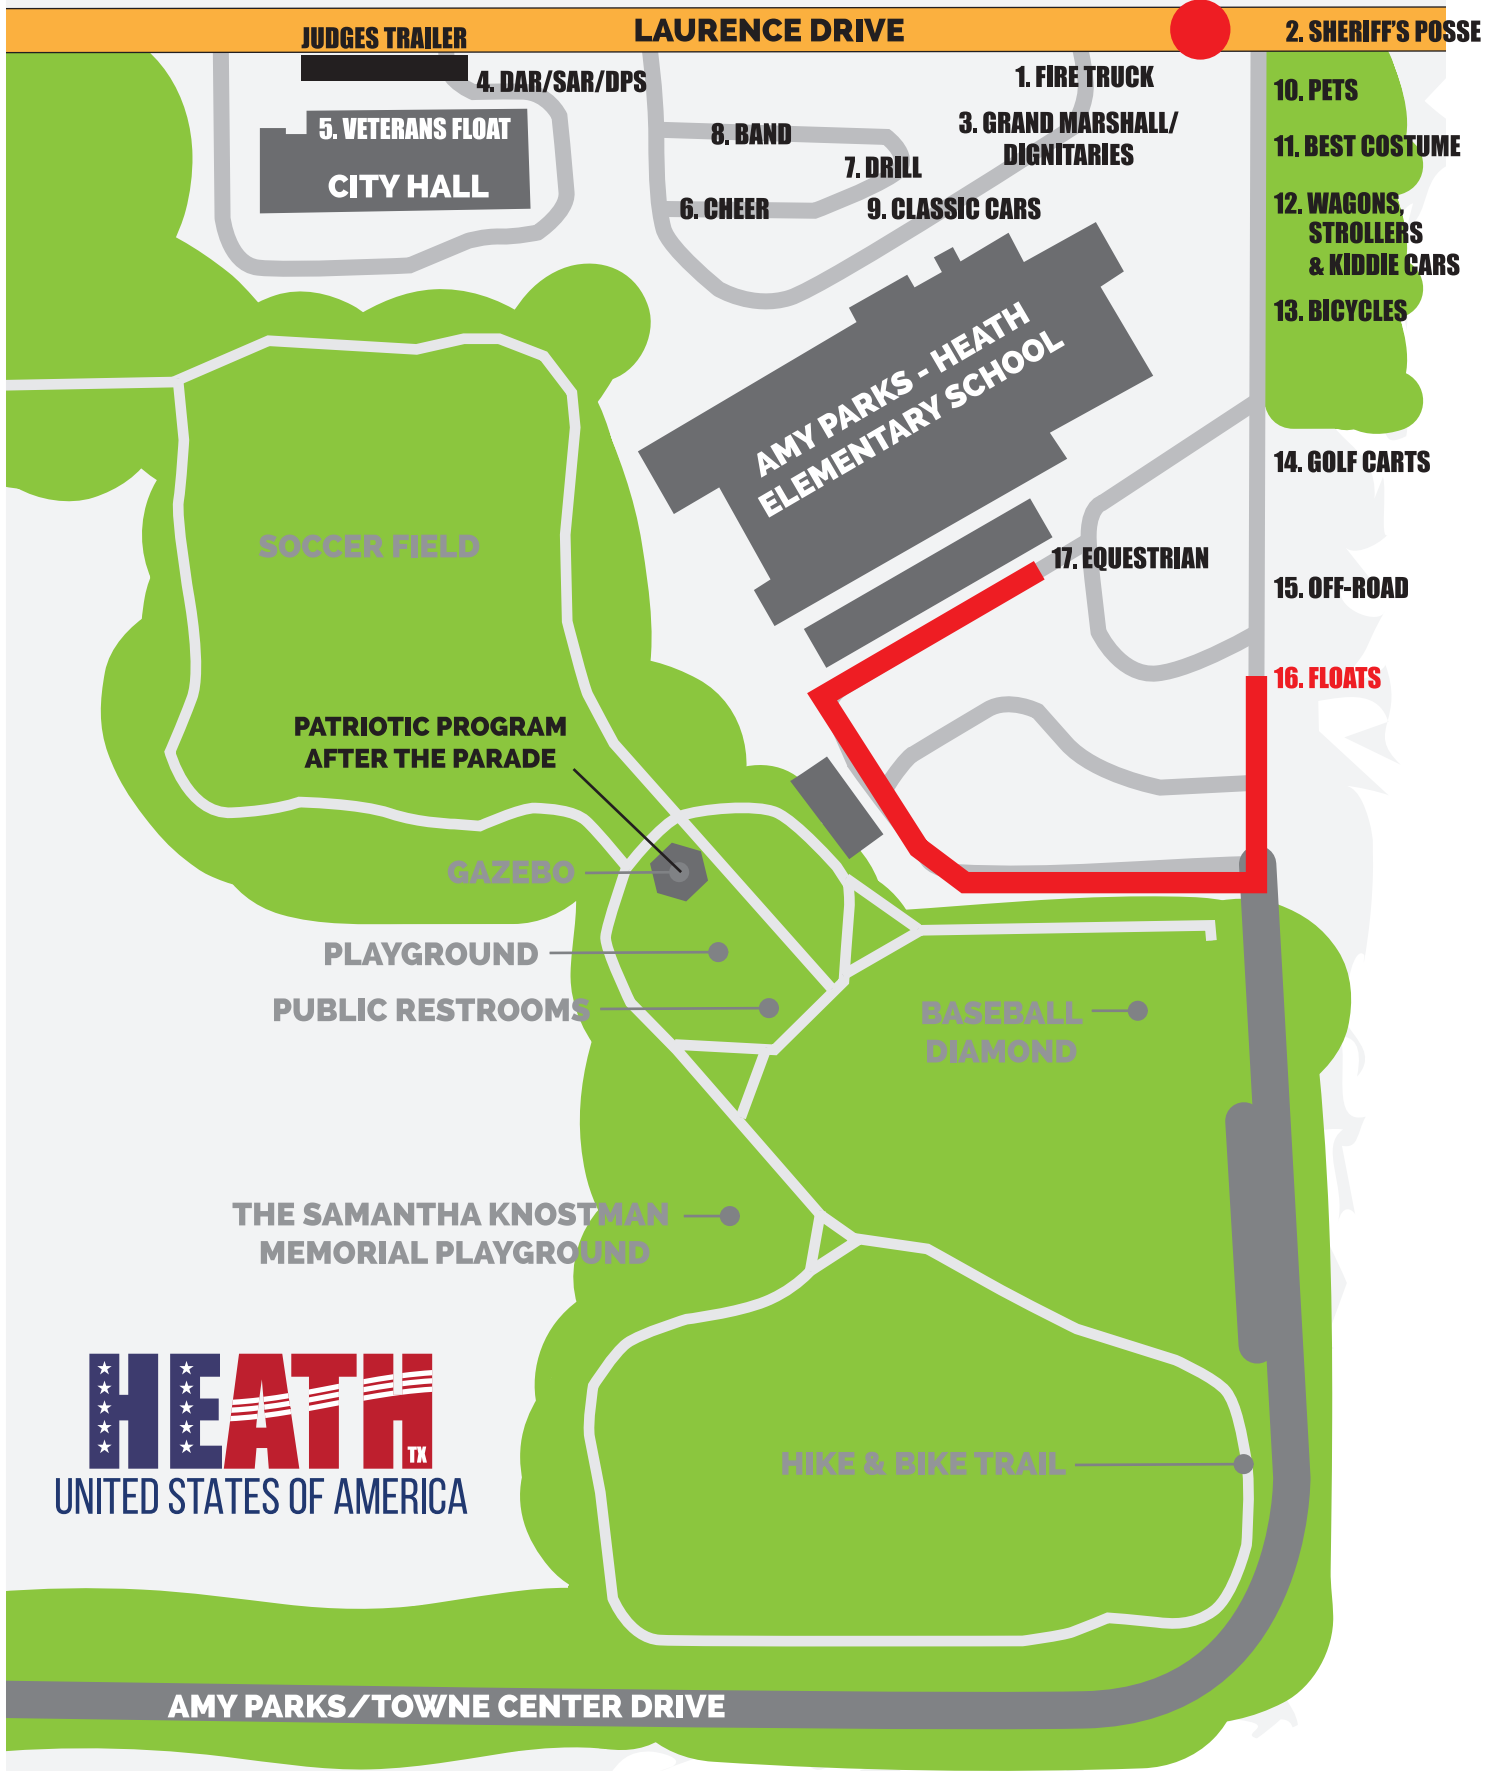 LAURENCE DRIVE
2. SHERIFF'S POSSE
JUDGES TRAILER
4. DAR/SAR/DPS
1. FIRE TRUCK
10. PETS
5. VETERANS FLOAT
8. BAND
3. GRAND MARSHALL/
DIGNITARIES
11. BEST COSTUME
7. DRILL
CITY HALL
6. CHEER
9. CLASSIC CARS
12. WAGONS,
STROLLERS
& KIDDIE CARS
13. BICYCLES
AMY PARKS - HEATH
ELEMENTARY SCHOOL
14. GOLF CARTS
SOCCER FIELD
17. EQUESTRIAN
15. OFF-ROAD
16. FLOATS
PATRIOTIC PROGRAM
AFTER THE PARADE
GAZEBO
PLAYGROUND
PUBLIC RESTROOMS
BASEBALL
DIAMOND
THE SAMANTHA KNOSTMAN
MEMORIAL PLAYGROUND
HEATH
TX
UNITED STATES OF AMERICA
HIKE & BIKE TRAIL
AMY PARKS/TOWNE CENTER DRIVE